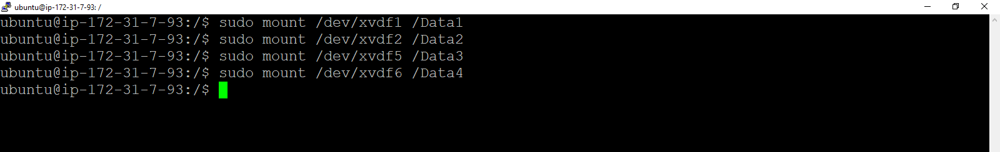 ubuntu@ip-172-31-7-93: /
ubuntu@ip-172-31-7-93:/$ sudo mount /dev/xvdf1 /Data1
ubuntu@ip-172-31-7-93:/$ sudo mount /dev/xvdf2 /Data2
ubuntu@ip-172-31-7-93:/$ sudo mount /dev/xvdf5 /Data3
ubuntu@ip-172-31-7-93:/$ sudo mount /dev/xvdf6 /Data4
ubuntu@ip-172-31-7-93:/$